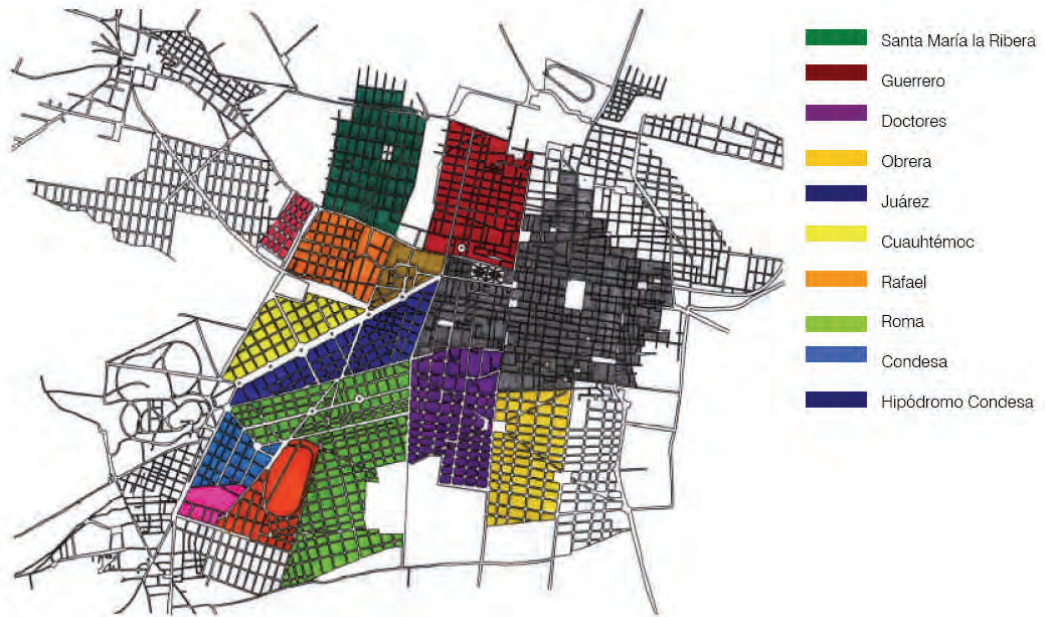 Santa María la Ribera
Guerrero
Doctores
Obrera
Juárez
Cuauhtémoc
Rafael
Roma
Condesa
Hipódromo Condesa